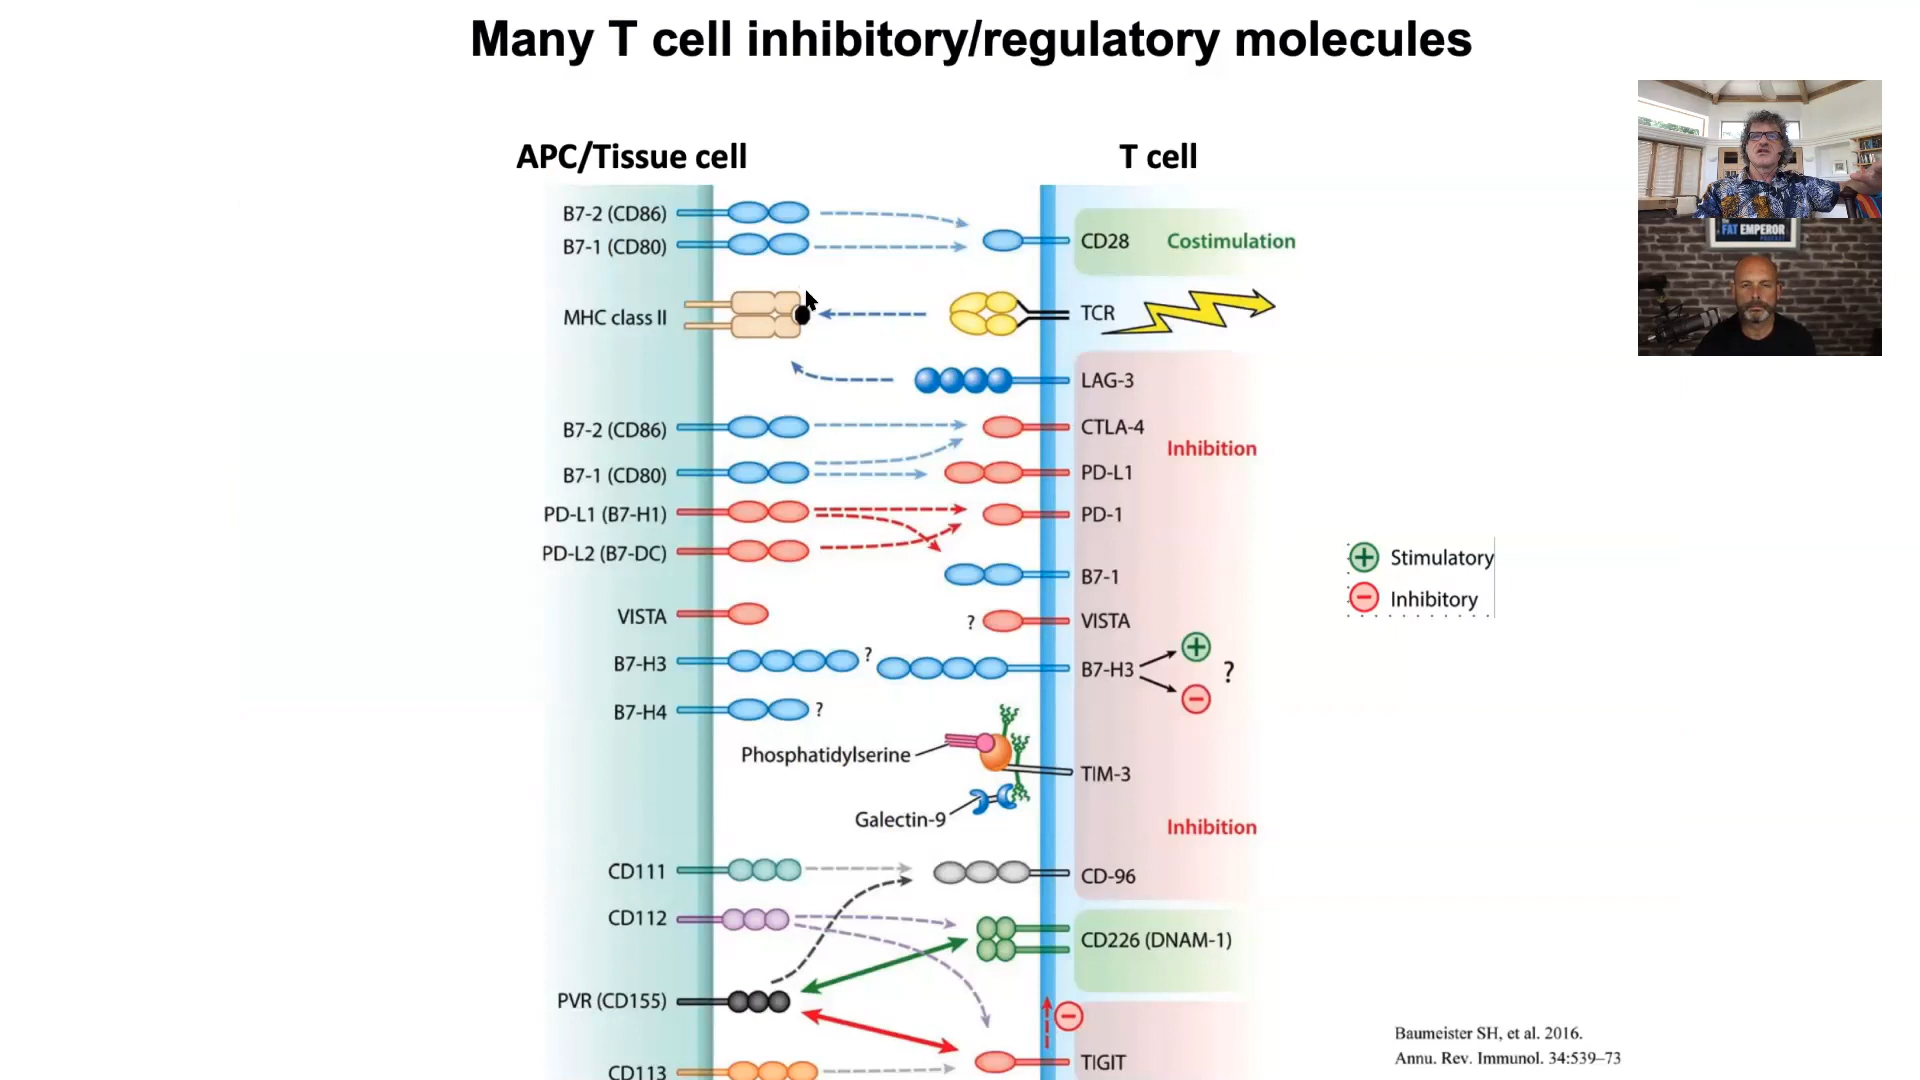 Many T cell inhibitory/regulatory molecules
APC/Tissue cell
T cell
B7-2 (CD86)
B7-1 (CD80)
CD28
Costimulation
MHC class II
TCR
LAG-3
B7-2 (CD86)
CTLA-4
Inhibition
B7-1 (CD80)
PD-L1
PD-L1 (B7-H1)
PD-1
PD-L2 (B7-DC)
B7-1
VISTA
?
VISTA
B7-H3
?
B7-H3
?
B7-H4
?
Phosphatidylserine
TIM-3
Galectin-9
Inhibition
CD111
CD-96
CD112
CD226 (DNAM-1)
PVR (CD155)
TIGIT
CD113
+ Stimulatory
− Inhibitory
Baumeister SH, et al. 2016.
Annu. Rev. Immunol. 34:539–73
FAT EMPEROR
PODCAST